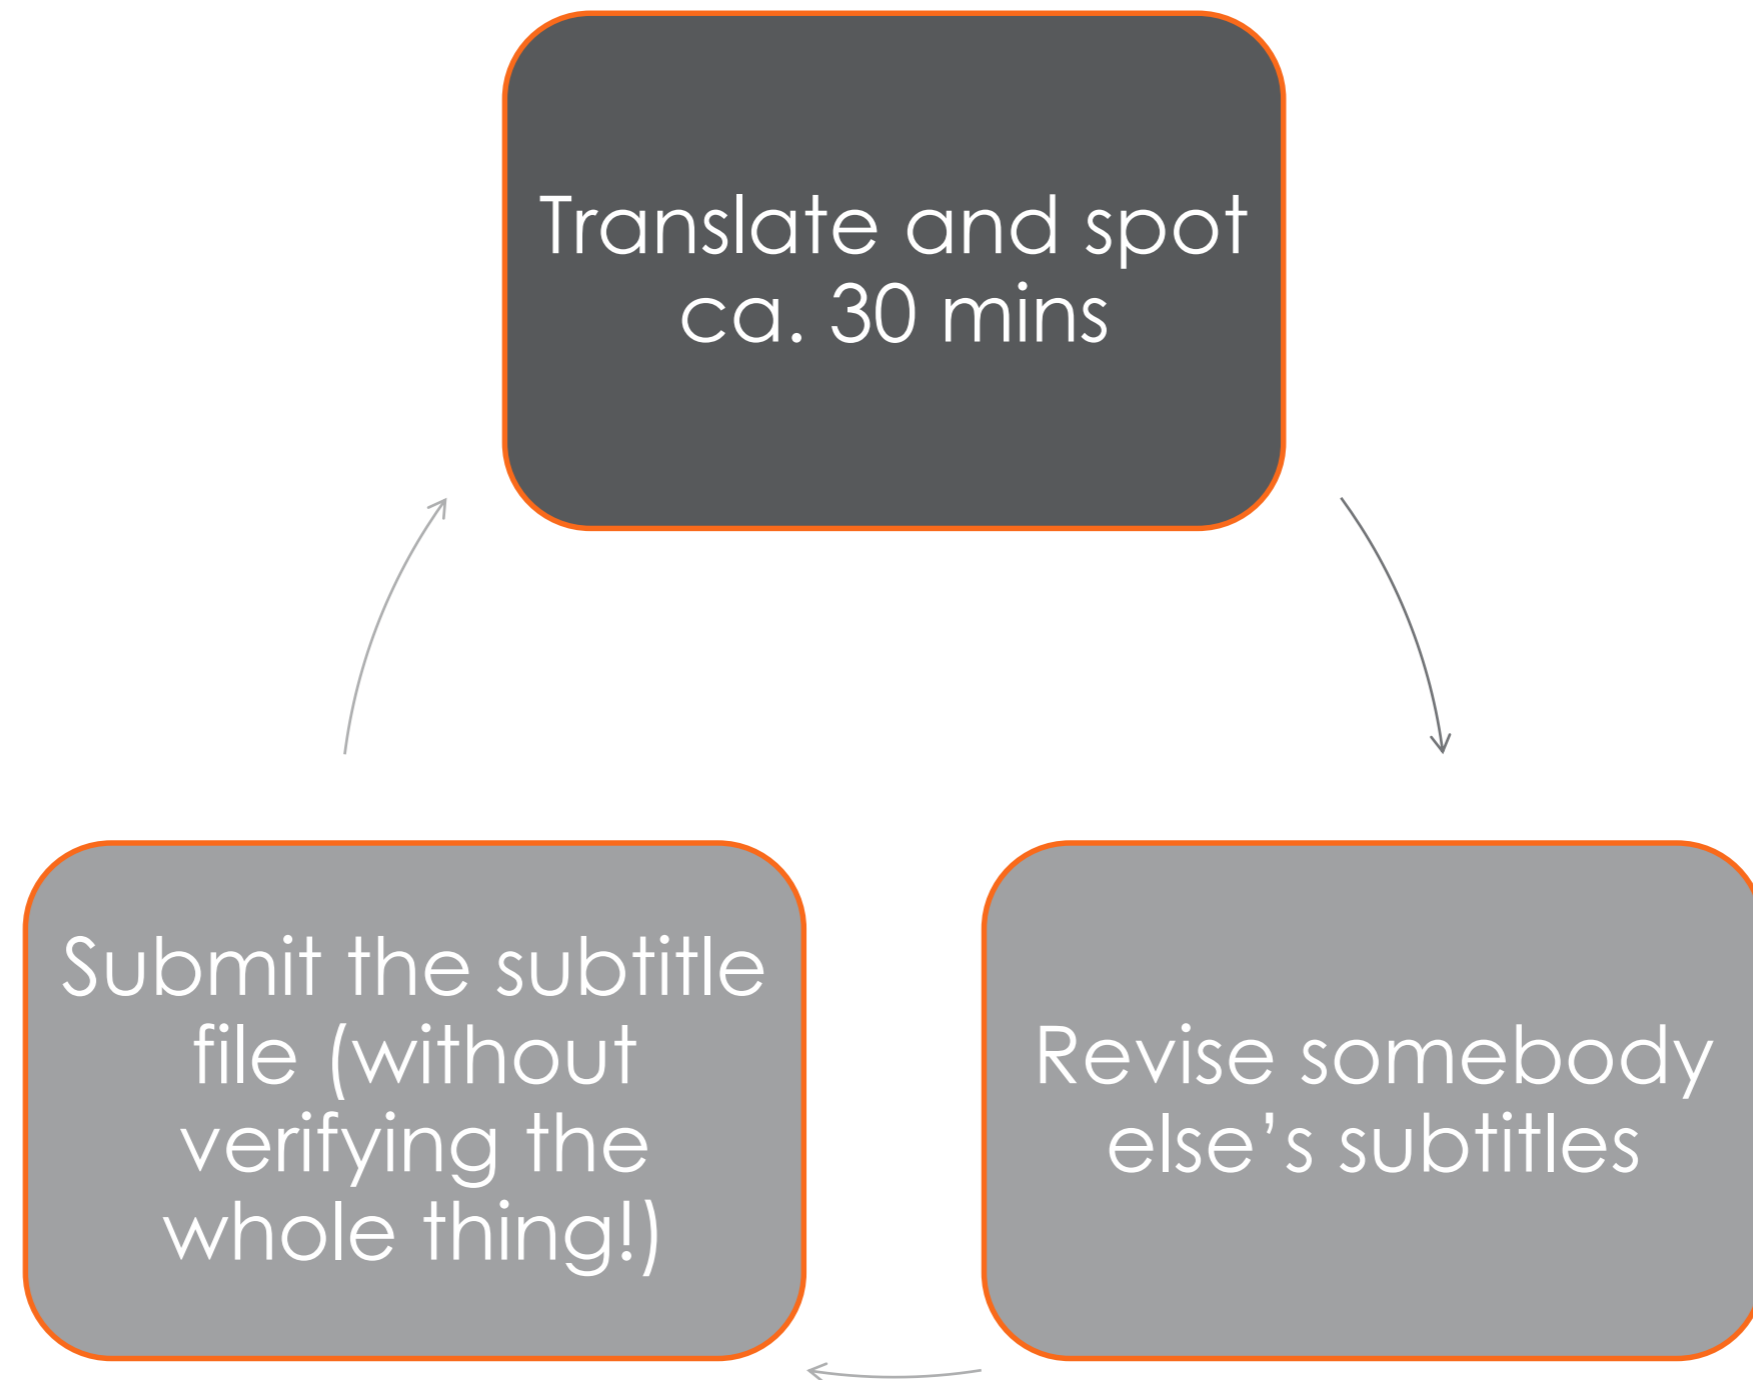 Translate and spot
ca. 30 mins
Submit the subtitle
file (without
verifying the
whole thing!)
Revise somebody
else’s subtitles